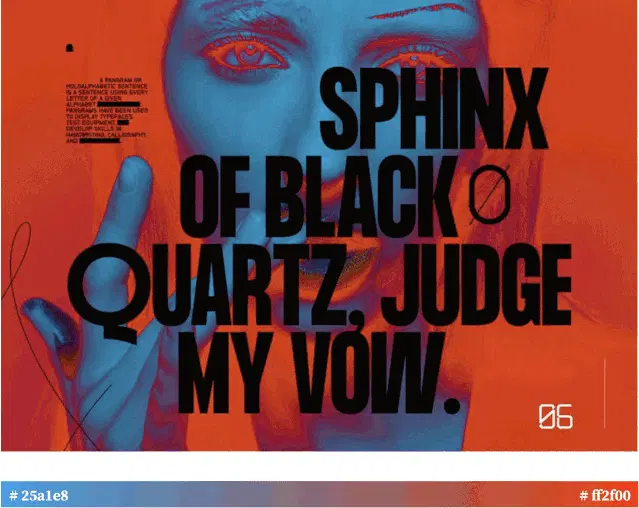 A PANGRAM OR
HOLOALPHABETIC SENTENCE
IS A SENTENCE USING EVERY
LETTER OF A GIVEN
ALPHABET
PANGRAMS HAVE BEEN USED
TO DISPLAY TYPEFACES,
TEST EQUIPMENT,
DEVELOP SKILLS IN
HANDWRITING, CALLIGRAPHY,
AND
SPHINX
OF BLACK
QUARTZ, JUDGE
MY VOW.
06
# 25a1e8
# ff2f00